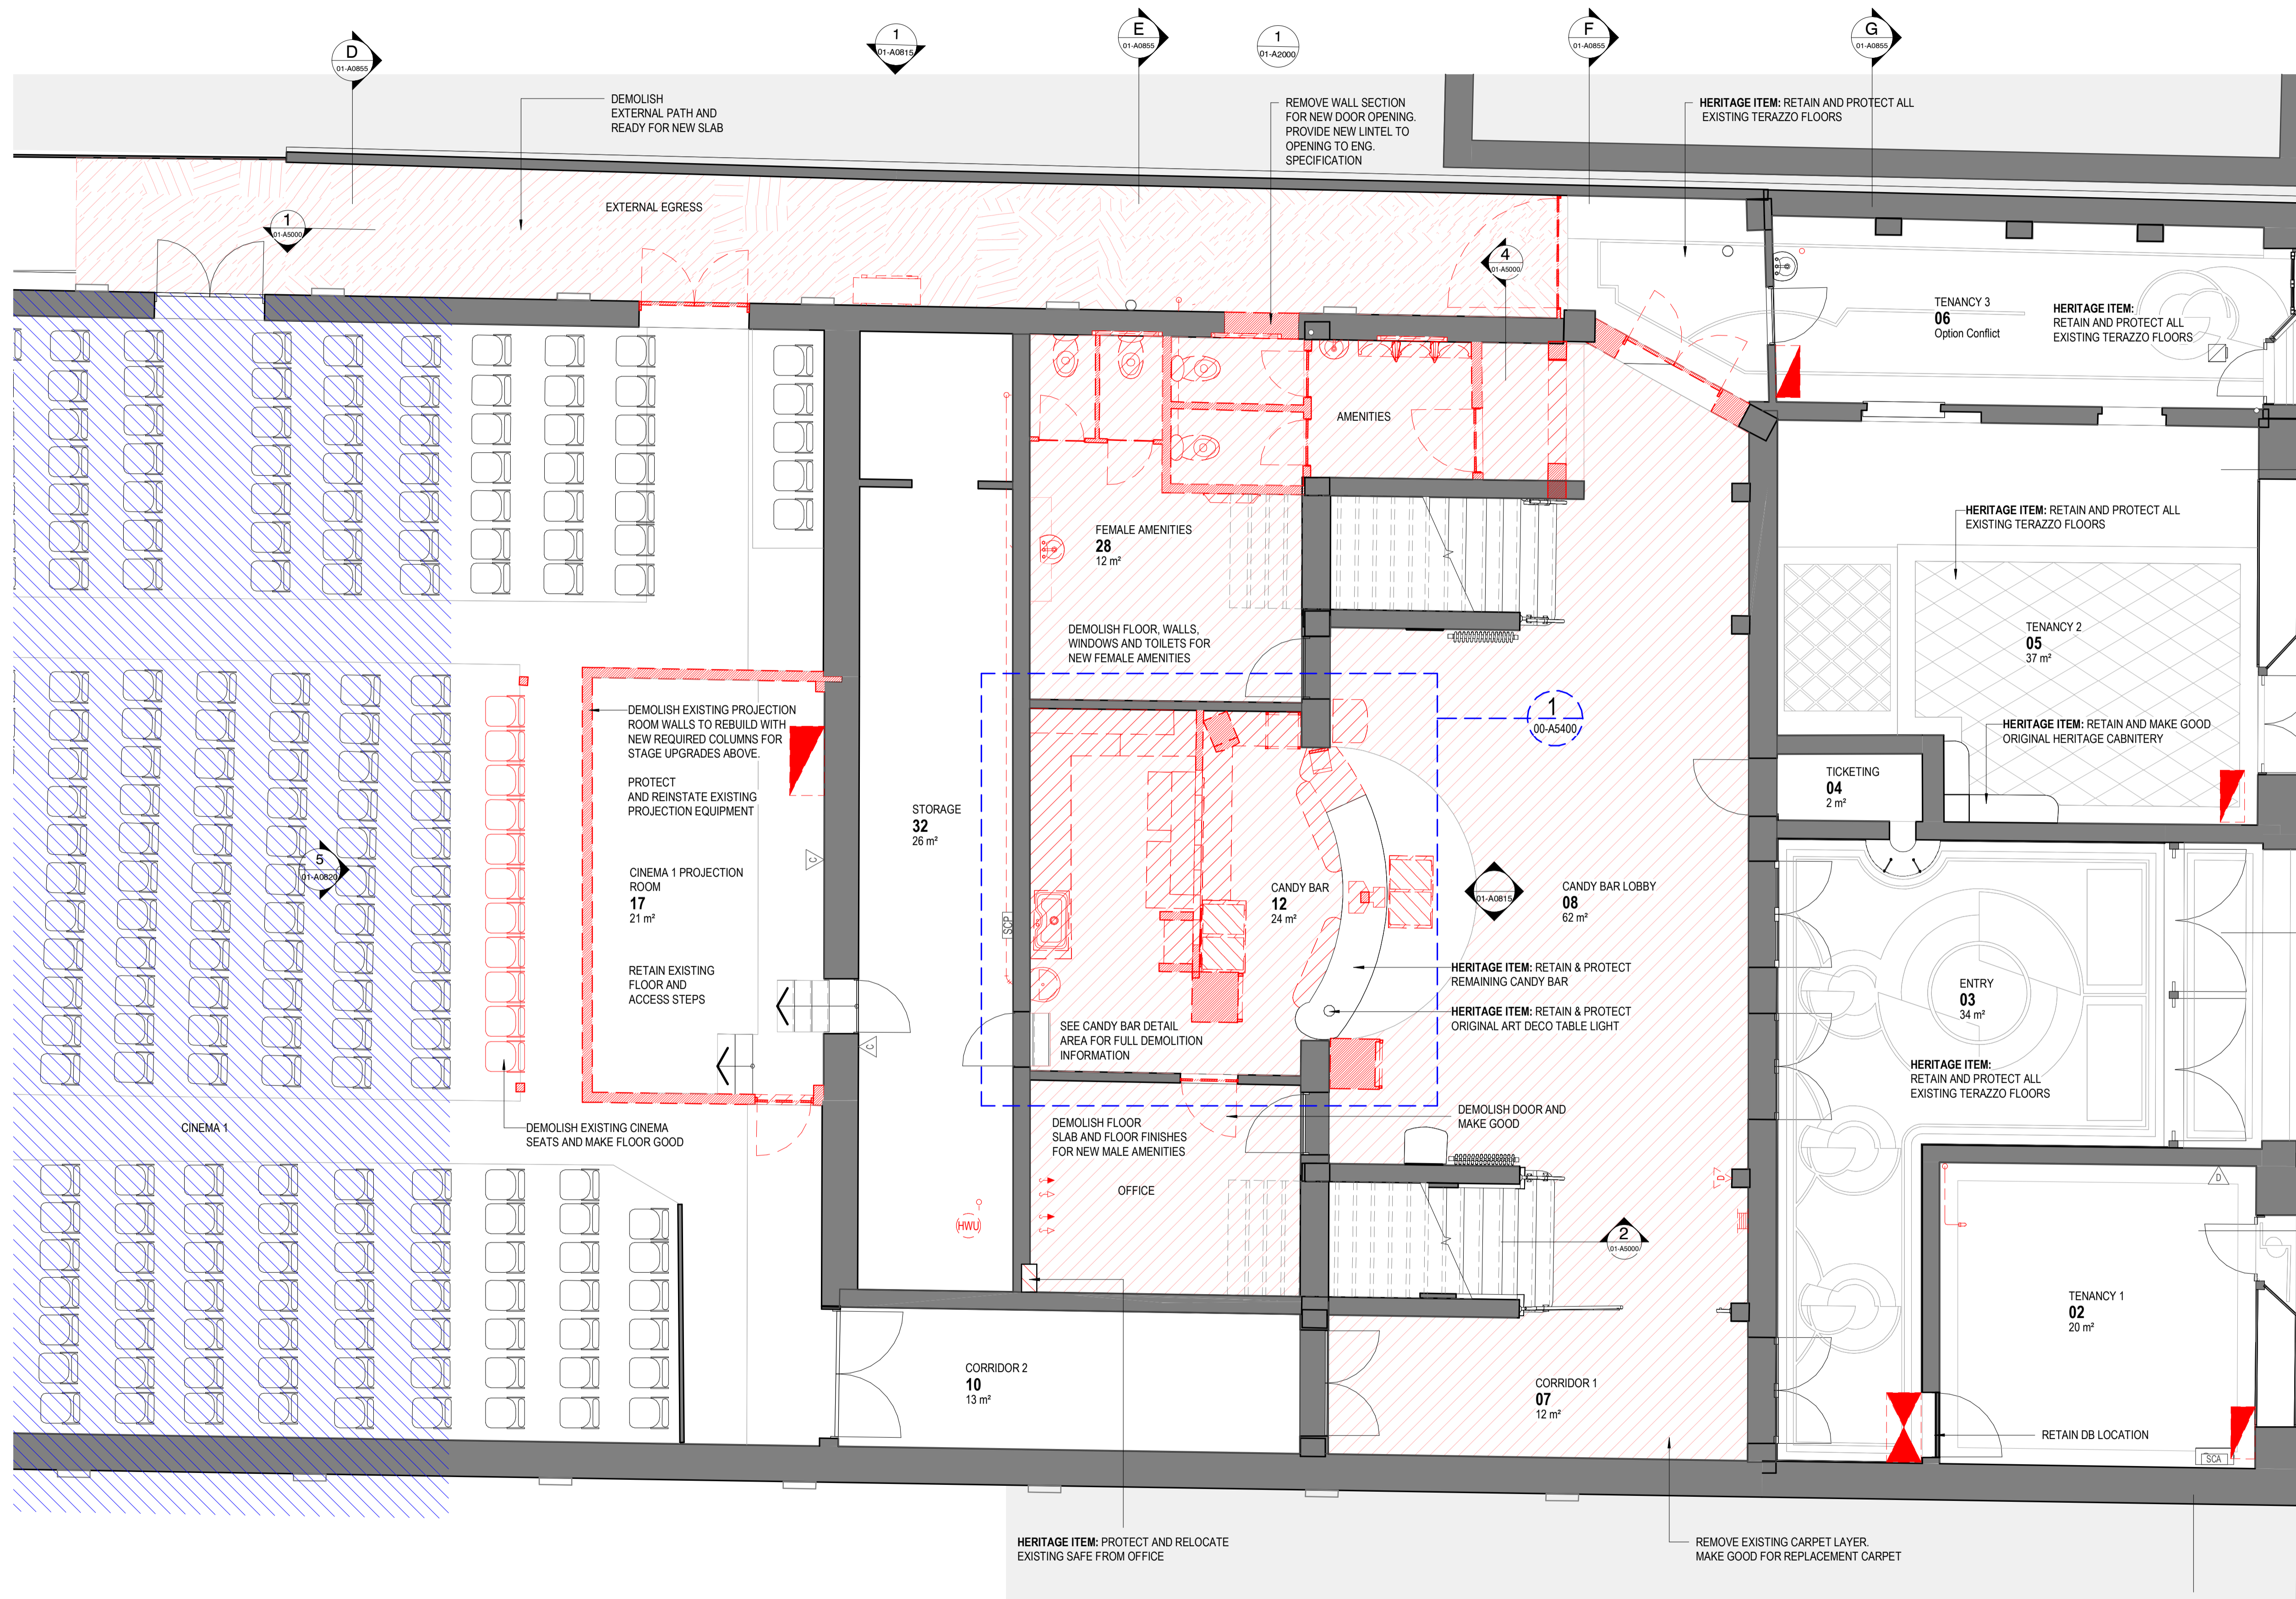 D
01-A0855
1
01-A0815
E
01-A0855
1
01-A2000
F
01-A0855
G
01-A0855
DEMOLISH
EXTERNAL PATH AND
READY FOR NEW SLAB
REMOVE WALL SECTION
FOR NEW DOOR OPENING.
PROVIDE NEW LINTEL TO
OPENING TO ENG.
SPECIFICATION
HERITAGE ITEM: RETAIN AND PROTECT ALL
EXISTING TERAZZO FLOORS
EXTERNAL EGRESS
1
01-A5000
4
01-A5000
TENANCY 3
06
Option Conflict
HERITAGE ITEM:
RETAIN AND PROTECT ALL
EXISTING TERAZZO FLOORS
AMENITIES
FEMALE AMENITIES
28
12 m²
HERITAGE ITEM: RETAIN AND PROTECT ALL
EXISTING TERAZZO FLOORS
DEMOLISH FLOOR, WALLS,
WINDOWS AND TOILETS FOR
NEW FEMALE AMENITIES
TENANCY 2
05
37 m²
DEMOLISH EXISTING PROJECTION
ROOM WALLS TO REBUILD WITH
NEW REQUIRED COLUMNS FOR
STAGE UPGRADES ABOVE.
PROTECT
AND REINSTATE EXISTING
PROJECTION EQUIPMENT
1
00-A5400
HERITAGE ITEM: RETAIN AND MAKE GOOD
ORIGINAL HERITAGE CABNITERY
TICKETING
04
2 m²
STORAGE
32
26 m²
C
5
01-A0820
CINEMA 1 PROJECTION
ROOM
17
21 m²
SCP
CANDY BAR
12
24 m²
01-A0815
CANDY BAR LOBBY
08
62 m²
RETAIN EXISTING
FLOOR AND
ACCESS STEPS
HERITAGE ITEM: RETAIN & PROTECT
REMAINING CANDY BAR
HERITAGE ITEM: RETAIN & PROTECT
ORIGINAL ART DECO TABLE LIGHT
ENTRY
03
34 m²
SEE CANDY BAR DETAIL
AREA FOR FULL DEMOLITION
INFORMATION
C
HERITAGE ITEM:
RETAIN AND PROTECT ALL
EXISTING TERAZZO FLOORS
CINEMA 1
DEMOLISH EXISTING CINEMA
SEATS AND MAKE FLOOR GOOD
DEMOLISH FLOOR
SLAB AND FLOOR FINISHES
FOR NEW MALE AMENITIES
DEMOLISH DOOR AND
MAKE GOOD
OFFICE
D
D
(HWU)
2
01-A5000
TENANCY 1
02
20 m²
CORRIDOR 2
10
13 m²
CORRIDOR 1
07
12 m²
RETAIN DB LOCATION
SCA
HERITAGE ITEM: PROTECT AND RELOCATE
EXISTING SAFE FROM OFFICE
REMOVE EXISTING CARPET LAYER.
MAKE GOOD FOR REPLACEMENT CARPET